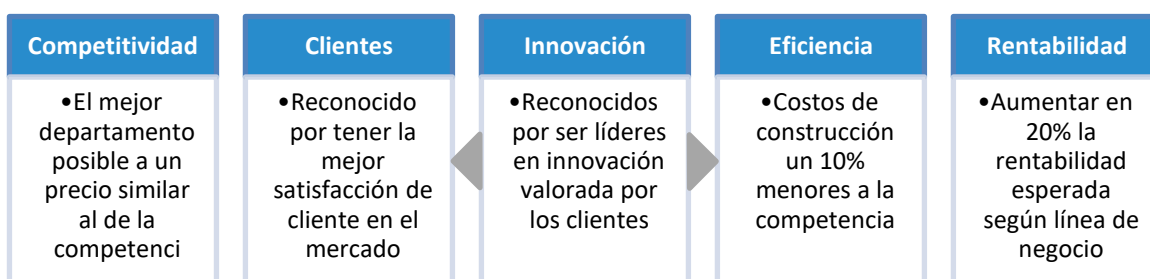 Competitividad
•El mejor
departamento
posible a un
precio similar
al de la
competenci
Clientes
•Reconocido
por tener la
mejor
satisfacción de
cliente en el
mercado
Innovación
•Reconocidos
por ser líderes
en innovación
valorada por
los clientes
Eficiencia
•Costos de
construcción
un 10%
menores a la
competencia
Rentabilidad
•Aumentar en
20% la
rentabilidad
esperada
según línea de
negocio